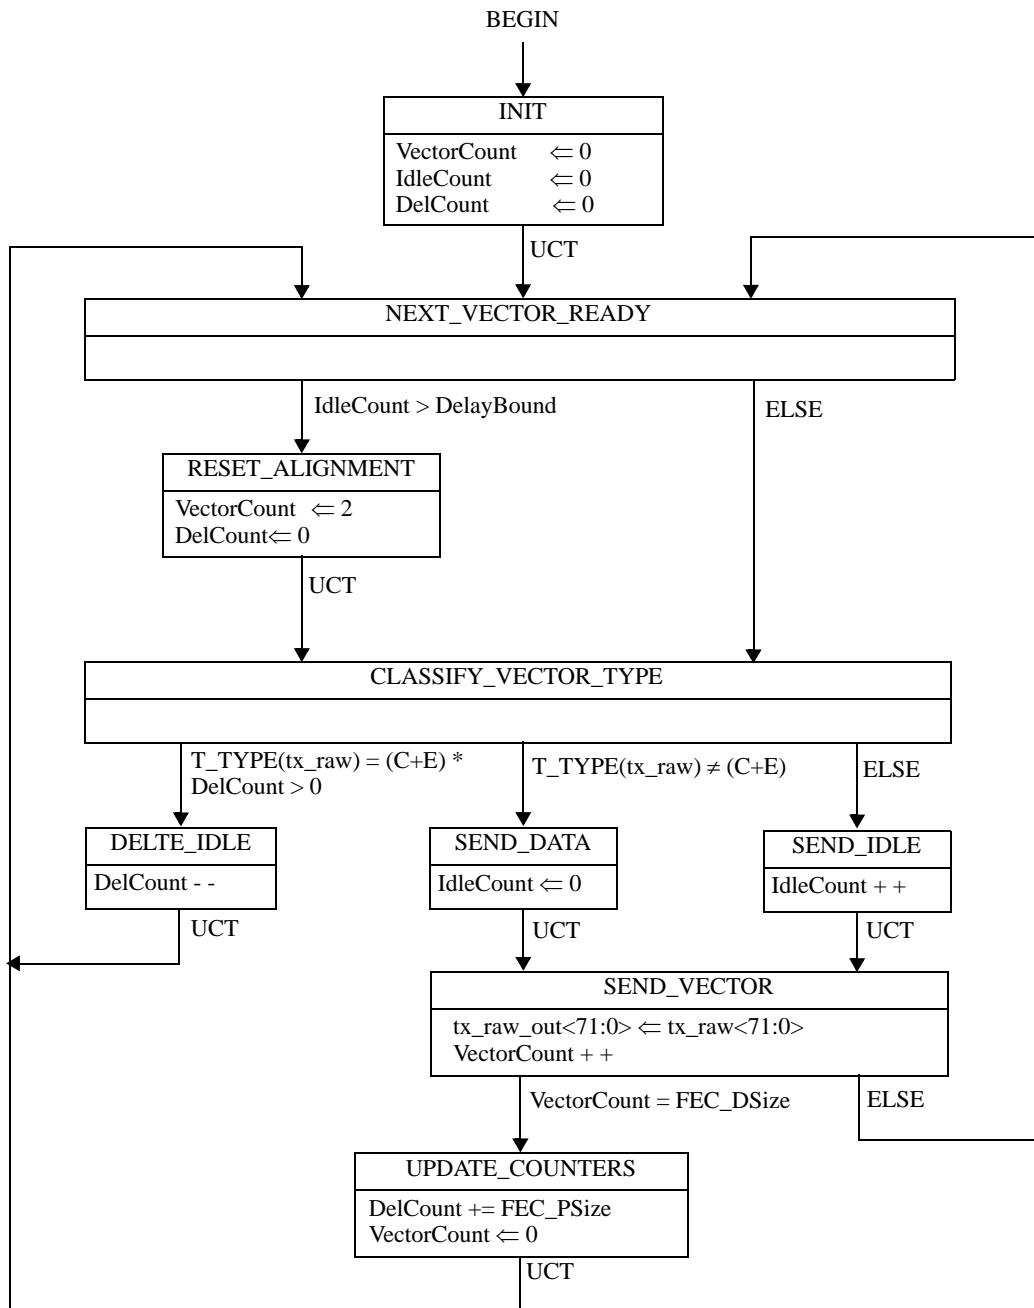 BEGIN
INIT
VectorCount ⇐ 0
IdleCount ⇐ 0
DelCount ⇐ 0
UCT
NEXT_VECTOR_READY
IdleCount > DelayBound
ELSE
RESET_ALIGNMENT
VectorCount ⇐ 2
DelCount⇐ 0
UCT
CLASSIFY_VECTOR_TYPE
T_TYPE(tx_raw) = (C+E) *
DelCount > 0
T_TYPE(tx_raw) ≠ (C+E)
ELSE
DELTE_IDLE
DelCount - -
UCT
SEND_DATA
IdleCount ⇐ 0
UCT
SEND_IDLE
IdleCount + +
UCT
SEND_VECTOR
tx_raw_out<71:0> ⇐ tx_raw<71:0>
VectorCount + +
VectorCount = FEC_DSize
ELSE
UPDATE_COUNTERS
DelCount += FEC_PSize
VectorCount ⇐ 0
UCT